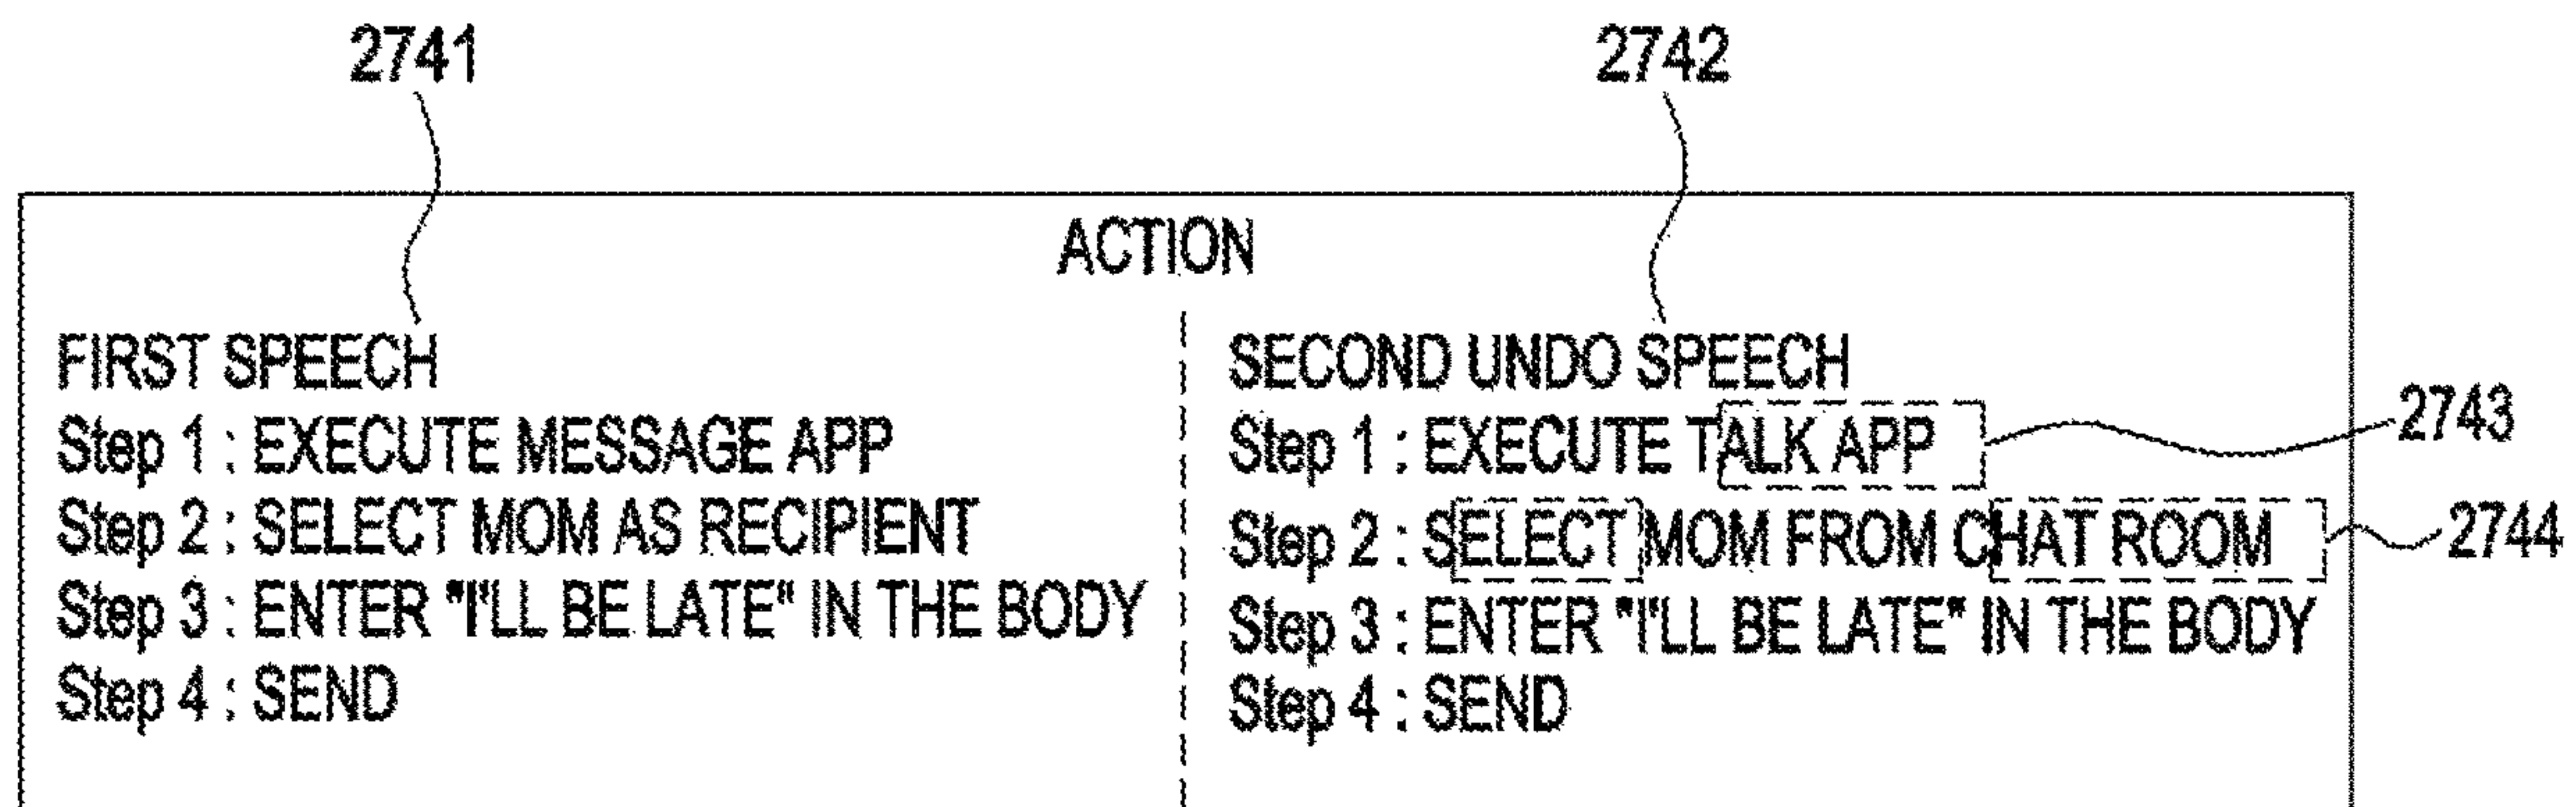 2741
2742
ACTION
FIRST SPEECH
Step 1 : EXECUTE MESSAGE APP
Step 2 : SELECT MOM AS RECIPIENT
Step 3 : ENTER "I'LL BE LATE" IN THE BODY
Step 4 : SEND
SECOND UNDO SPEECH
Step 1 : EXECUTE TALK APP
Step 2 : SELECT MOM FROM CHAT ROOM
Step 3 : ENTER "I'LL BE LATE" IN THE BODY
Step 4 : SEND
2743
2744